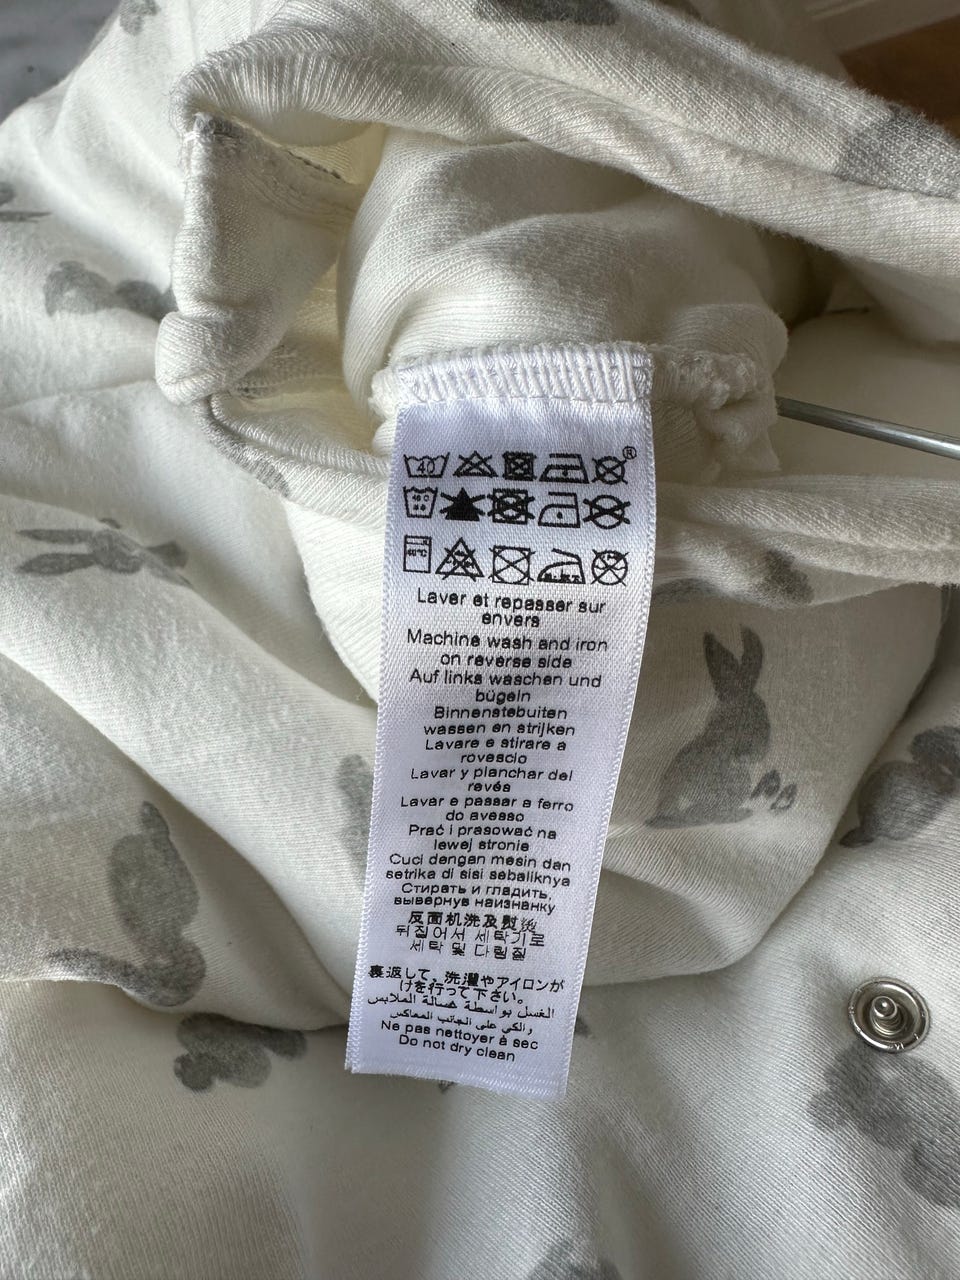 40
®
40 C
40°C
Laver et repasser sur
envers
Machine wash and iron
on reverse side
Auf links waschen und
bügeln
Binnenstebuiten
wassen en strijken
Lavare e stirare a
rovescio
Lavar y planchar del
revés
Lavar e passar a ferro
do avesso
Prać i prasować na
lewej stronie
Cuci dengan mesin dan
setrika di sisi sebaliknya
Стирать и гладить,
вывернув наизнанку
反面机洗及熨烫
뒤집어서 세탁기로
세탁 및 다림질
裏返して、洗濯やアイロンが
けを行って下さい。
الغسل بواسطة غسالة الملابس
والكي على الجانب المعاكس
Ne pas nettoyer à sec
Do not dry clean